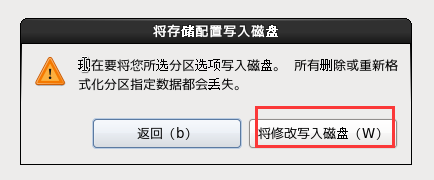 将存储配置写入磁盘
现在要将您所选分区选项写入磁盘。 所有删除或重新格
式化分区指定数据都会丢失。
返回（b）
将修改写入磁盘（W）